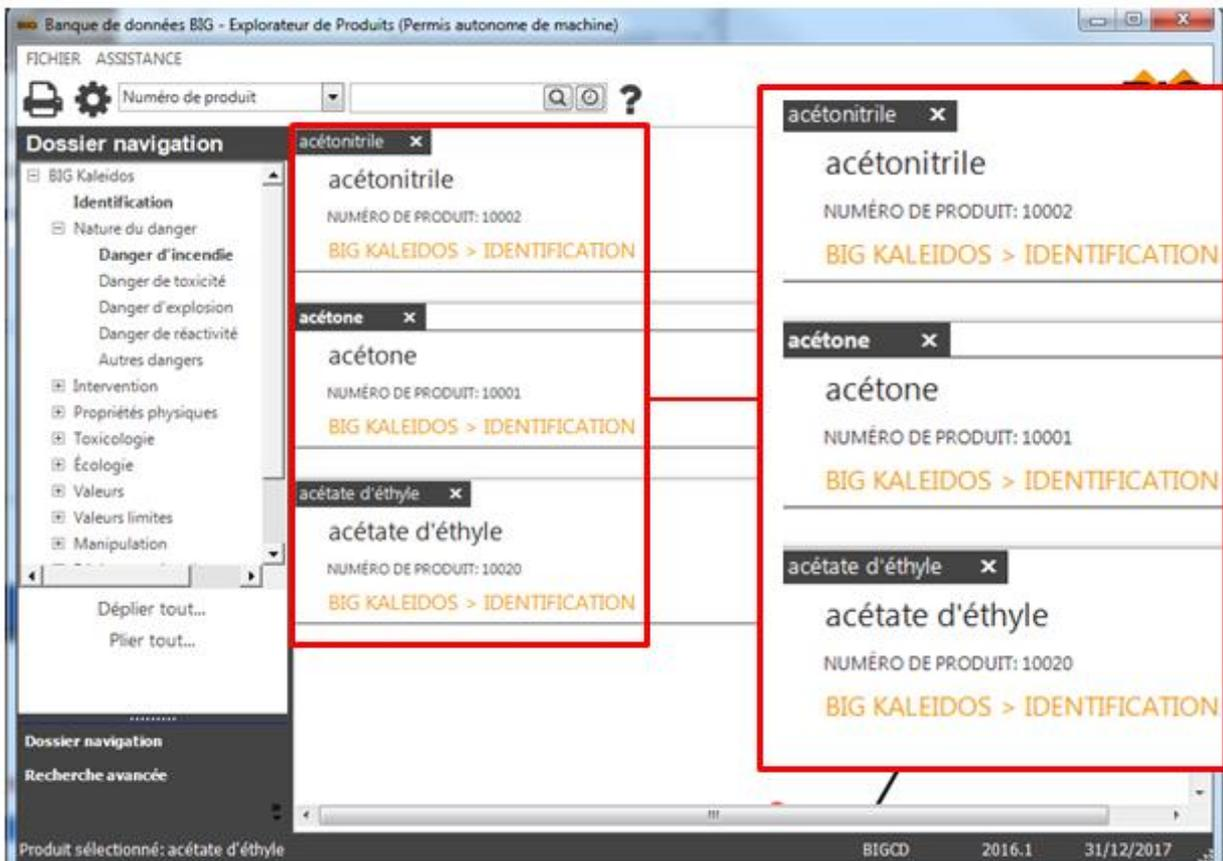 Banque de données BIG - Explorateur de Produits (Permis autonome de machine)
FICHIER ASSISTANCE
Numéro de produit
?
Dossier navigation
BIG Kaleidos
Identification
Nature du danger
Danger d'incendie
Danger de toxicité
Danger d'explosion
Danger de réactivité
Autres dangers
Intervention
Propriétés physiques
Toxicologie
Écologie
Valeurs
Valeurs limites
Manipulation
Déplier tout...
Plier tout...
Dossier navigation
Recherche avancée
acétonitrile
acétonitrile
NUMÉRO DE PRODUIT: 10002
BIG KALEIDOS > IDENTIFICATION
acétone
acétone
NUMÉRO DE PRODUIT: 10001
BIG KALEIDOS > IDENTIFICATION
acétate d'éthyle
acétate d'éthyle
NUMÉRO DE PRODUIT: 10020
BIG KALEIDOS > IDENTIFICATION
acétonitrile
acétonitrile
NUMÉRO DE PRODUIT: 10002
BIG KALEIDOS > IDENTIFICATION
acétone
acétone
NUMÉRO DE PRODUIT: 10001
BIG KALEIDOS > IDENTIFICATION
acétate d'éthyle
acétate d'éthyle
NUMÉRO DE PRODUIT: 10020
BIG KALEIDOS > IDENTIFICATION
Produit sélectionné: acétate d'éthyle
BIGCD 2016.1 31/12/2017